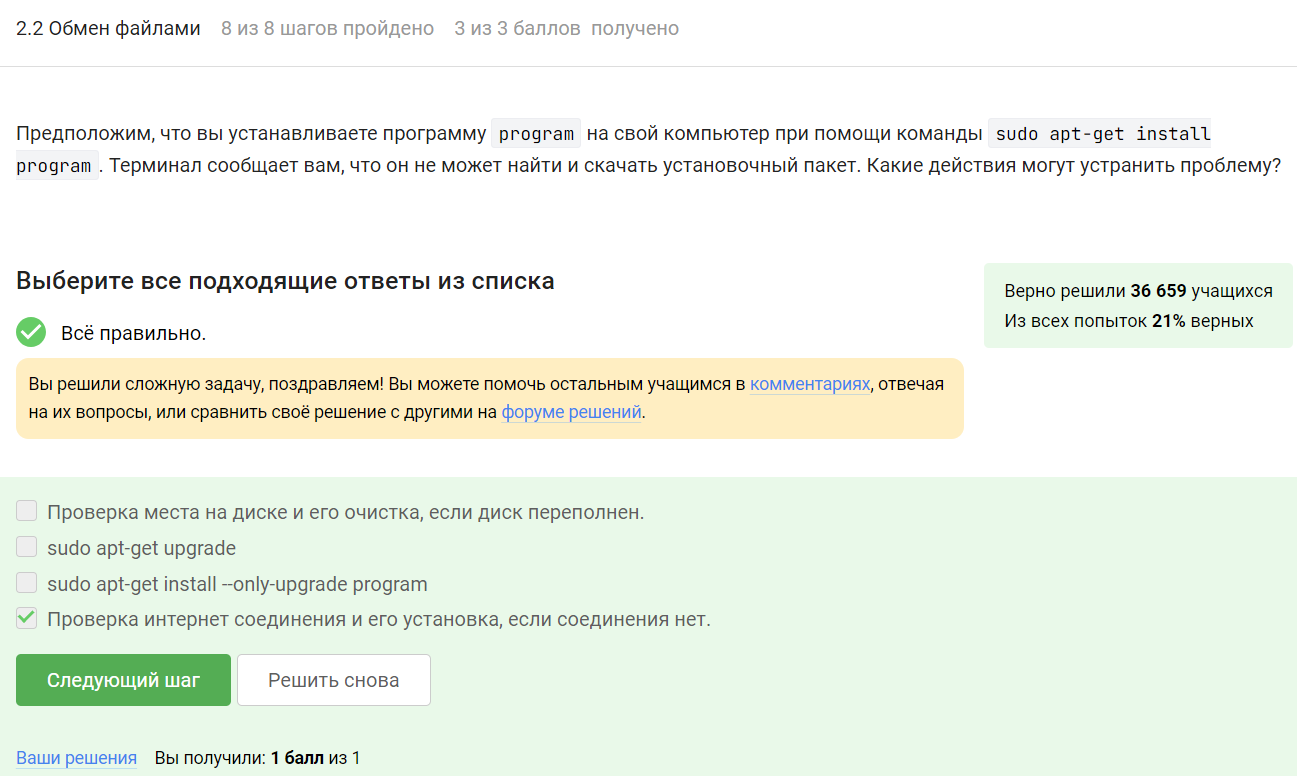 2.2 Обмен файлами 8 из 8 шагов пройдено 3 из 3 баллов получено
Предположим, что вы устанавливаете программу program на свой компьютер при помощи команды sudo apt-get install
program. Терминал сообщает вам, что он не может найти и скачать установочный пакет. Какие действия могут устранить проблему?
Выберите все подходящие ответы из списка
Верно решили 36 659 учащихся
Из всех попыток 21% верных
Всё правильно.
Вы решили сложную задачу, поздравляем! Вы можете помочь остальным учащимся в комментариях, отвечая
на их вопросы, или сравнить своё решение с другими на форуме решений.
Проверка места на диске и его очистка, если диск переполнен.
sudo apt-get upgrade
sudo apt-get install --only-upgrade program
Проверка интернет соединения и его установка, если соединения нет.
Следующий шаг Решить снова
Ваши решения Вы получили: 1 балл из 1